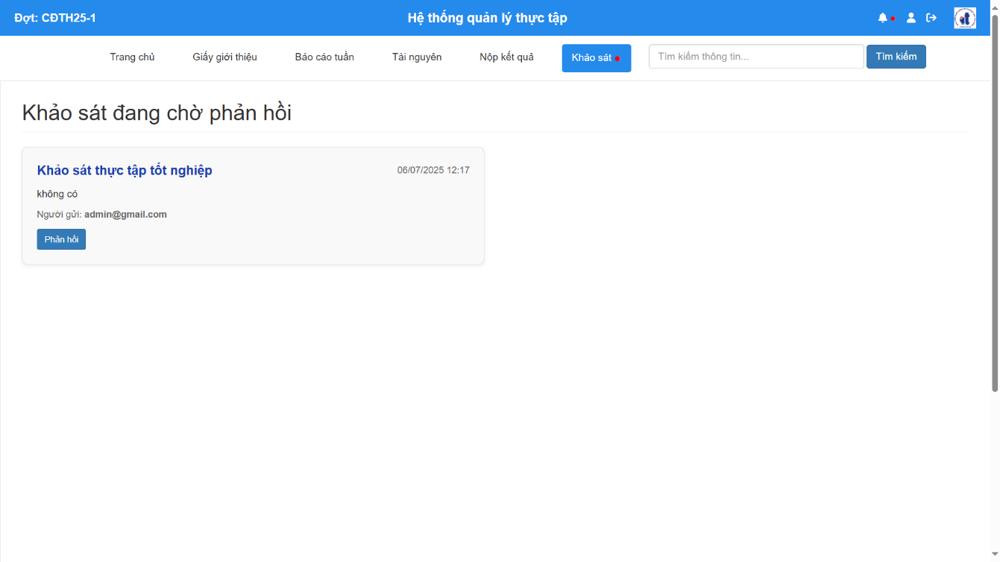 Đợt: CĐTH25-1
Hệ thống quản lý thực tập
Trang chủ
Giấy giới thiệu
Báo cáo tuần
Tài nguyên
Nộp kết quả
Khảo sát
Tìm kiếm thông tin...
Tìm kiếm
Khảo sát đang chờ phản hồi
Khảo sát thực tập tốt nghiệp
06/07/2025 12:17
không có
Người gửi: admin@gmail.com
Phản hồi